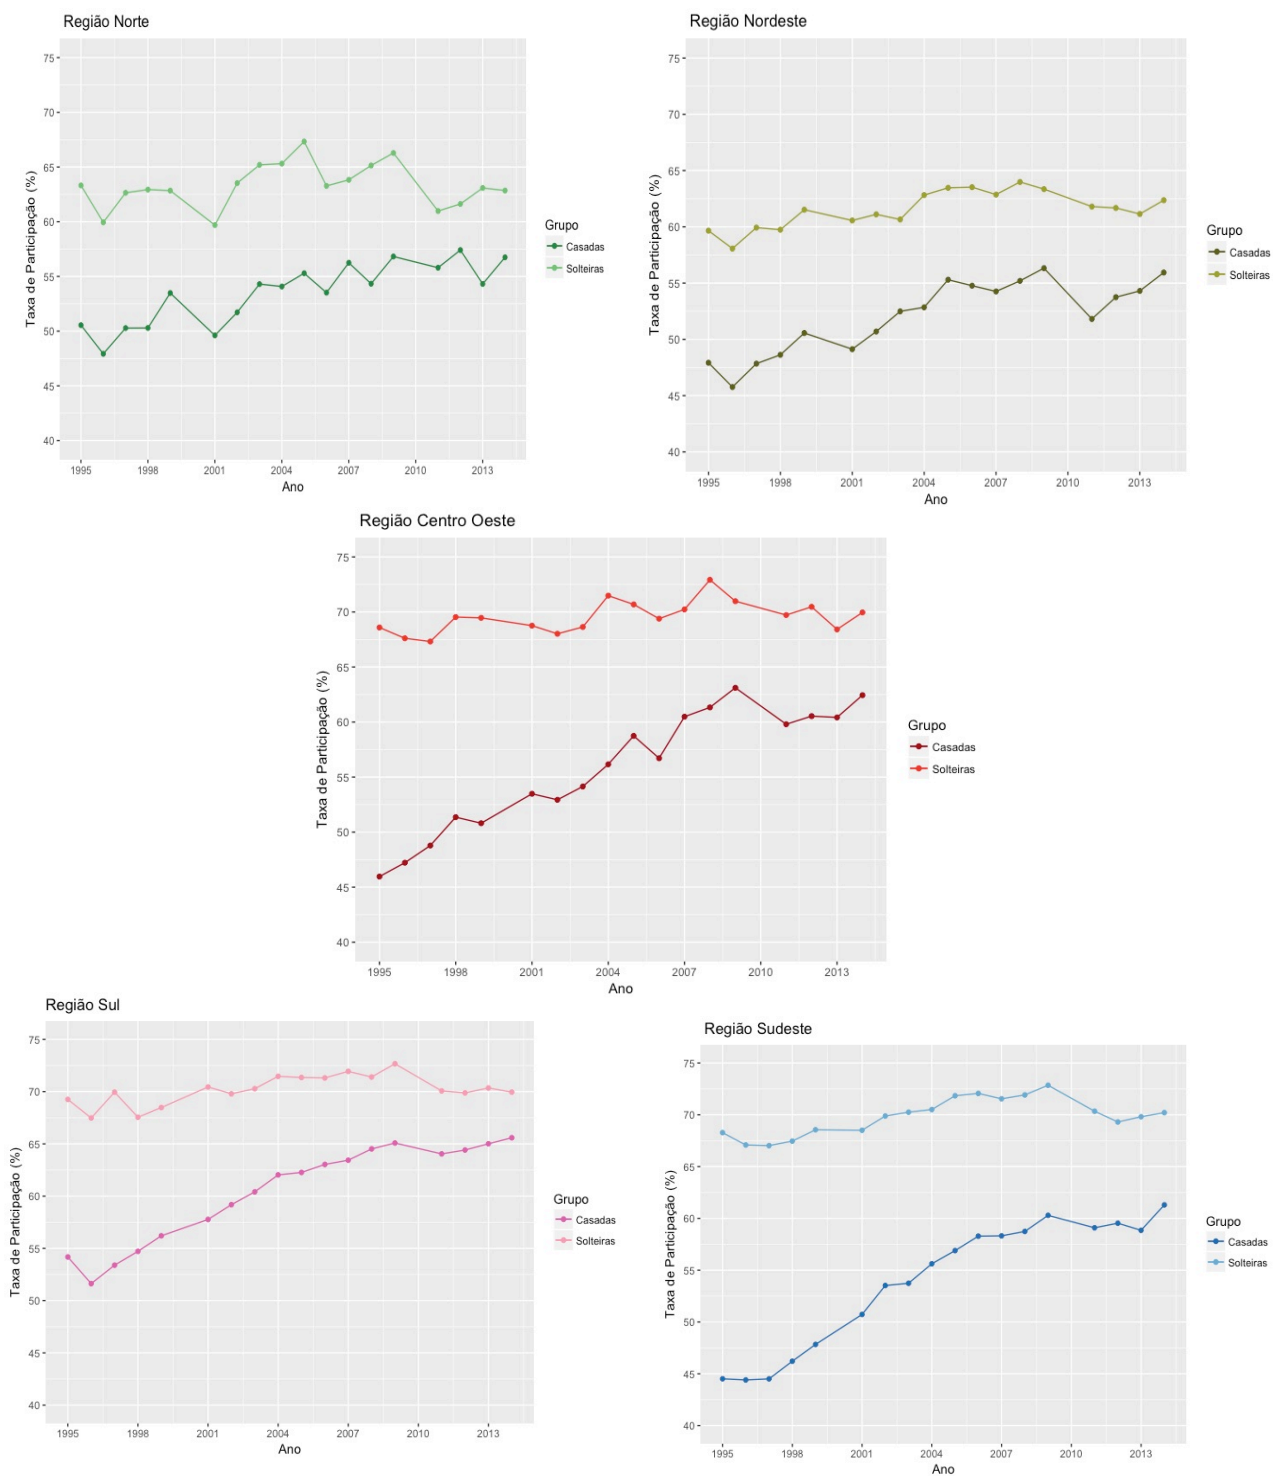 Região Norte
75
70
65
60
55
50
45
40
Taxa de Participação (%)
1995 1998 2001 2004 2007 2010 2013
Ano
Grupo
Casadas
Solteiras
Região Nordeste
75
70
65
60
55
50
45
40
Taxa de Participação (%)
1995 1998 2001 2004 2007 2010 2013
Ano
Grupo
Casadas
Solteiras
Região Centro Oeste
75
70
65
60
55
50
45
40
Taxa de Participação (%)
1995 1998 2001 2004 2007 2010 2013
Ano
Grupo
Casadas
Solteiras
Região Sul
75
70
65
60
55
50
45
40
Taxa de Participação (%)
1995 1998 2001 2004 2007 2010 2013
Ano
Grupo
Casadas
Solteiras
Região Sudeste
75
70
65
60
55
50
45
40
Taxa de Participação (%)
1995 1998 2001 2004 2007 2010 2013
Ano
Grupo
Casadas
Solteiras